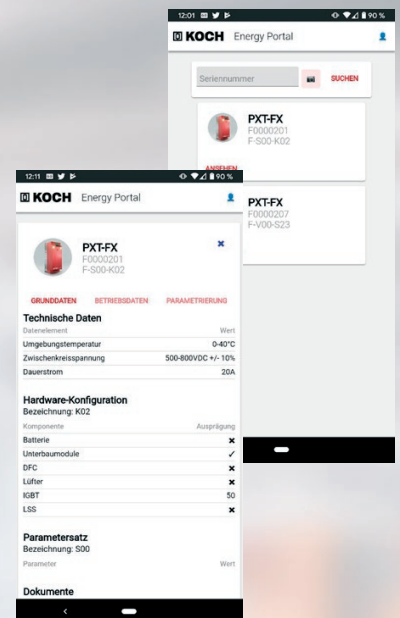 12:01 90 %
KOCH Energy Portal
Seriennummer SUCHEN
PXT-FX
F0000201
F-S00-K02
ANSEHEN
PXT-FX
F0000207
F-V00-S23
12:11 90 %
KOCH Energy Portal
PXT-FX
F0000201
F-S00-K02
GRUNDDATEN BETRIEBSDATEN PARAMETRIERUNG
Technische Daten
Datenelement Wert
Umgebungstemperatur 0-40°C
Zwischenkreisspannung 500-800VDC +/- 10%
Dauerstrom 20A
Hardware-Konfiguration
Bezeichnung: K02
Komponente Ausprägung
Batterie ✖
Unterbaumodule ✓
DFC ✖
Lüfter ✖
IGBT 50
LSS ✖
Parametersatz
Bezeichnung: S00
Parameter Wert
Dokumente